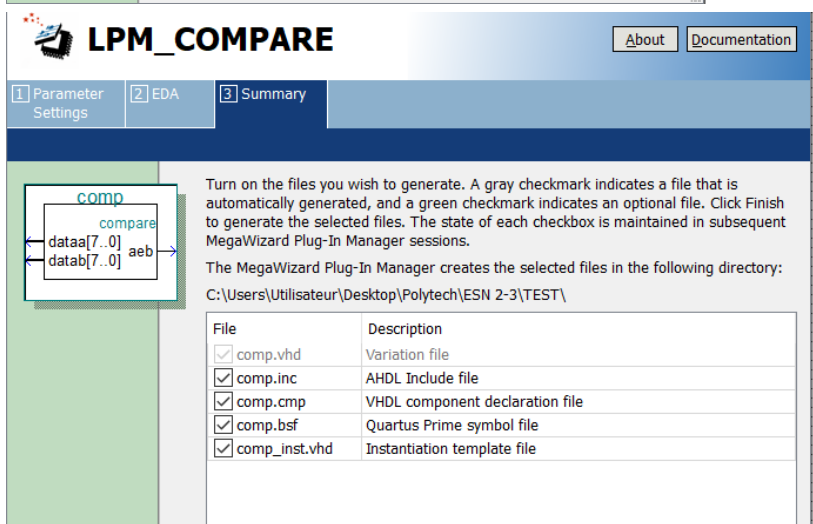 LPM_COMPARE
About
Documentation
1 Parameter Settings
2 EDA
3 Summary
comp
compare
dataa[7..0]
datab[7..0]
aeb
Turn on the files you wish to generate. A gray checkmark indicates a file that is
automatically generated, and a green checkmark indicates an optional file. Click Finish
to generate the selected files. The state of each checkbox is maintained in subsequent
MegaWizard Plug-In Manager sessions.
The MegaWizard Plug-In Manager creates the selected files in the following directory:
C:\Users\Utilisateur\Desktop\Polytech\ESN 2-3\TEST\
File Description
comp.vhd Variation file
comp.inc AHDL Include file
comp.cmp VHDL component declaration file
comp.bsf Quartus Prime symbol file
comp_inst.vhd Instantiation template file